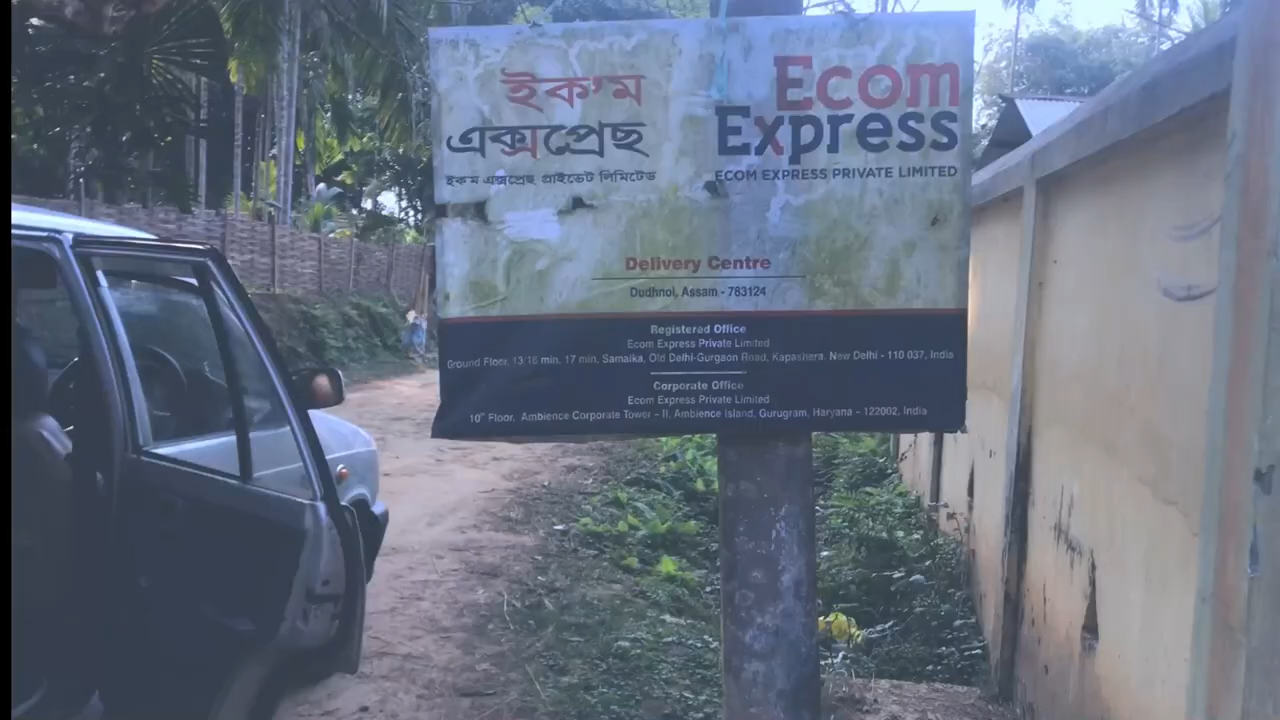 ইক'ম
এক্সপ্ৰেছ
ইকম এক্সপ্ৰেছ প্ৰাইভেট লিমিটেড
Ecom
Express
ECOM EXPRESS PRIVATE LIMITED
Delivery Centre
Dudhnoi, Assam - 783124
Registered Office
Ecom Express Private Limited
Ground Floor, 13/16 min, 17 min, Samalka, Old Delhi-Gurgaon Road, Kapashera, New Delhi - 110 037, India
Corporate Office
Ecom Express Private Limited
10th Floor, Ambience Corporate Tower – II, Ambience Island, Gurugram, Haryana - 122002, India